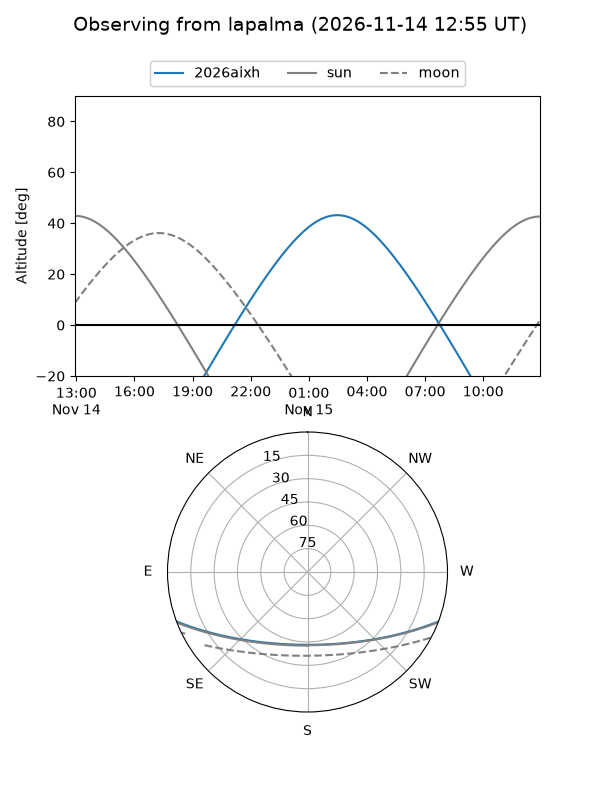 Observing from lapalma (2026-11-14 12:55 UT)
2026aixh sun moon
Altitude [deg]
80
60
40
20
0
−20
13:00 16:00 19:00 22:00 01:00 04:00 07:00 10:00
Nov 14 Nov 15
N
NE NW
15
30
45
60
75
E W
SE SW
S